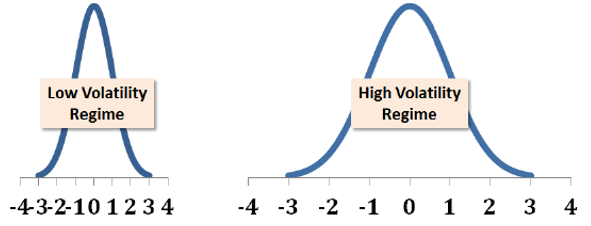 Low Volatility
Regime
-4-3-2-10 1 2 3 4
High Volatility
Regime
-4 -3 -2 -1 0 1 2 3 4